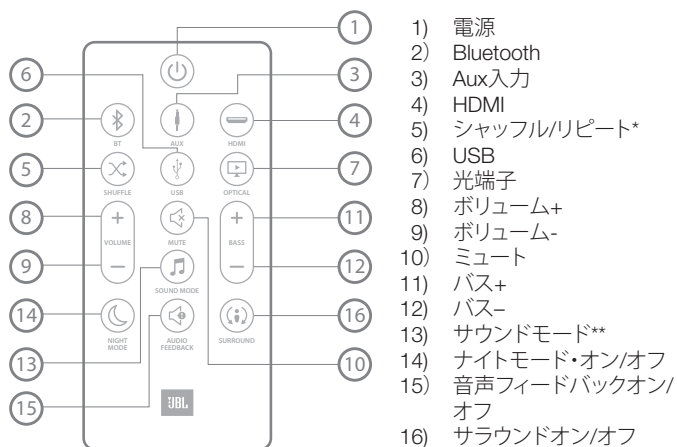 1
6
3
2
4
BT
AUX
HDMI
5
7
SHUFFLE
USB
OPTICAL
8
+
+
11
VOLUME
MUTE
BASS
9
−
−
12
SOUND MODE
14
16
NIGHT MODE
AUDIO FEEDBACK
SURROUND
13
10
15
JBL
1) 電源
2） Bluetooth
3) Aux入力
4) HDMI
5) シャッフル/リピート*
6) USB
7） 光端子
8) ボリューム+
9) ボリューム-
10） ミュート
11) バス+
12) バス–
13) サウンドモード**
14) ナイトモード・オン/オフ
15） 音声フィードバックオン/
オフ
16) サラウンドオン/オフ